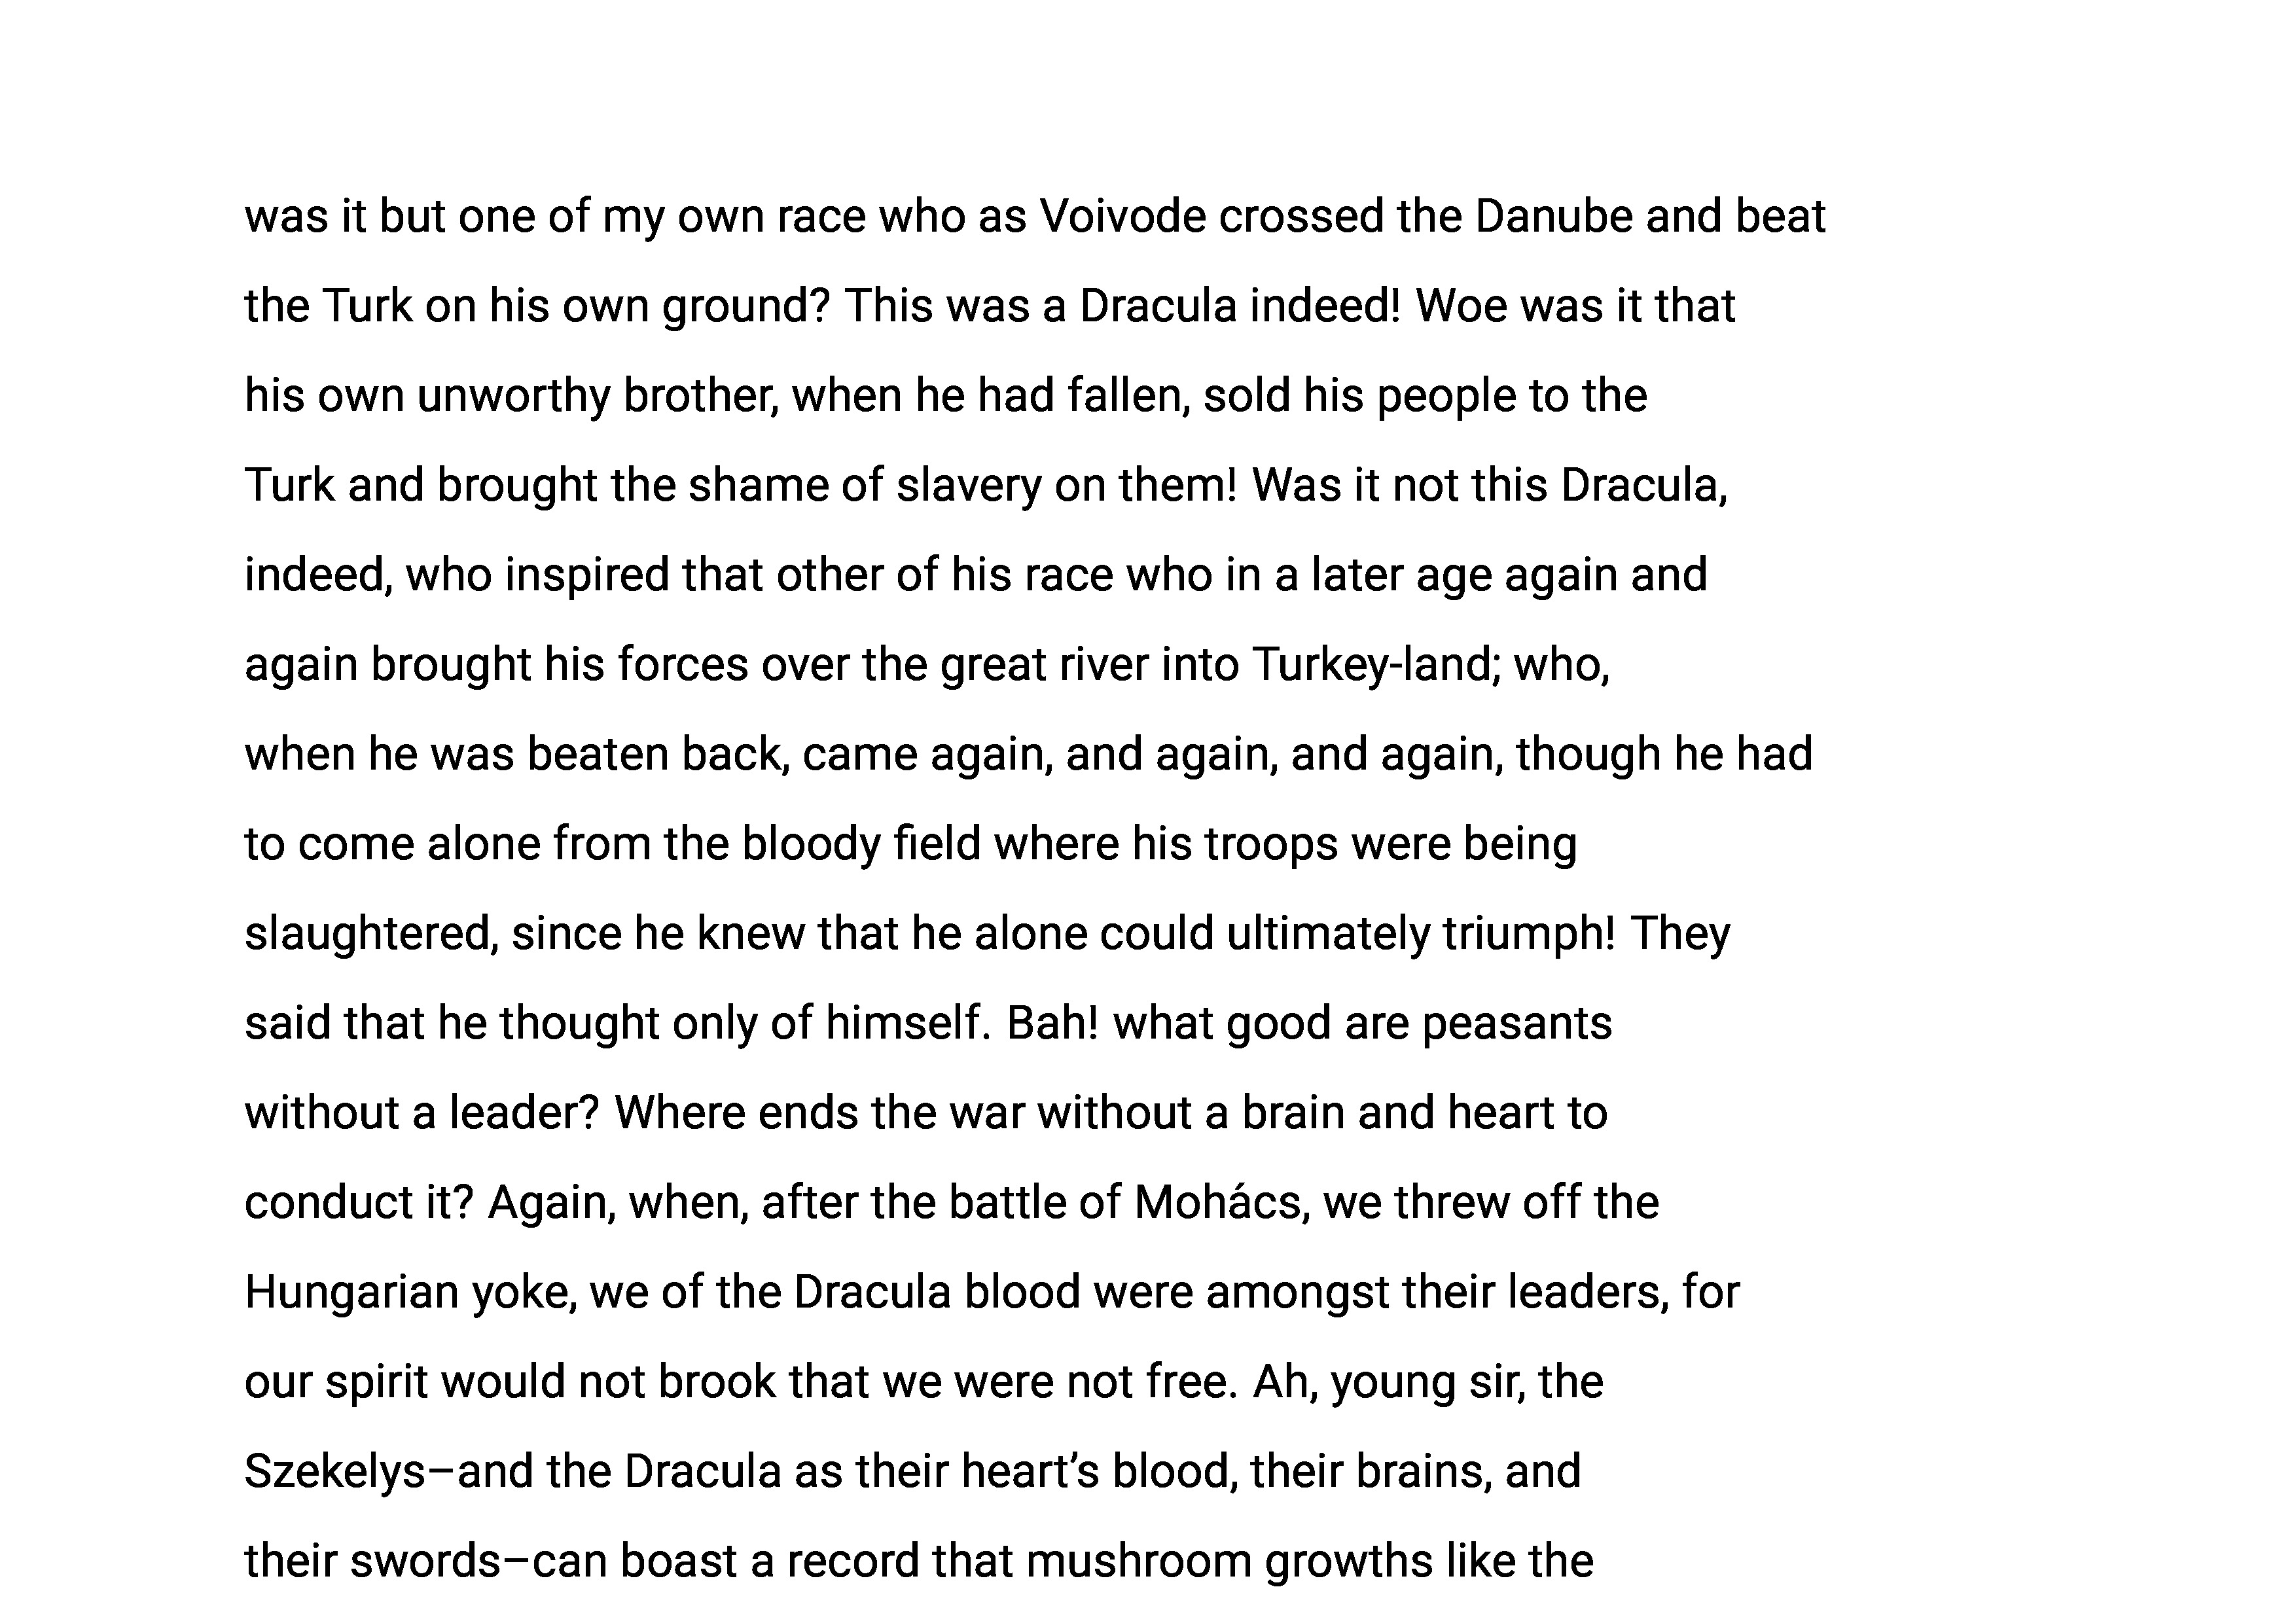 was it but one of my own race who as Voivode crossed the Danube and beat
the Turk on his own ground? This was a Dracula indeed! Woe was it that
his own unworthy brother, when he had fallen, sold his people to the
Turk and brought the shame of slavery on them! Was it not this Dracula,
indeed, who inspired that other of his race who in a later age again and
again brought his forces over the great river into Turkey-land; who,
when he was beaten back, came again, and again, and again, though he had
to come alone from the bloody field where his troops were being
slaughtered, since he knew that he alone could ultimately triumph! They
said that he thought only of himself. Bah! what good are peasants
without a leader? Where ends the war without a brain and heart to
conduct it? Again, when, after the battle of Mohács, we threw off the
Hungarian yoke, we of the Dracula blood were amongst their leaders, for
our spirit would not brook that we were not free. Ah, young sir, the
Szekelys–and the Dracula as their heart’s blood, their brains, and
their swords–can boast a record that mushroom growths like the